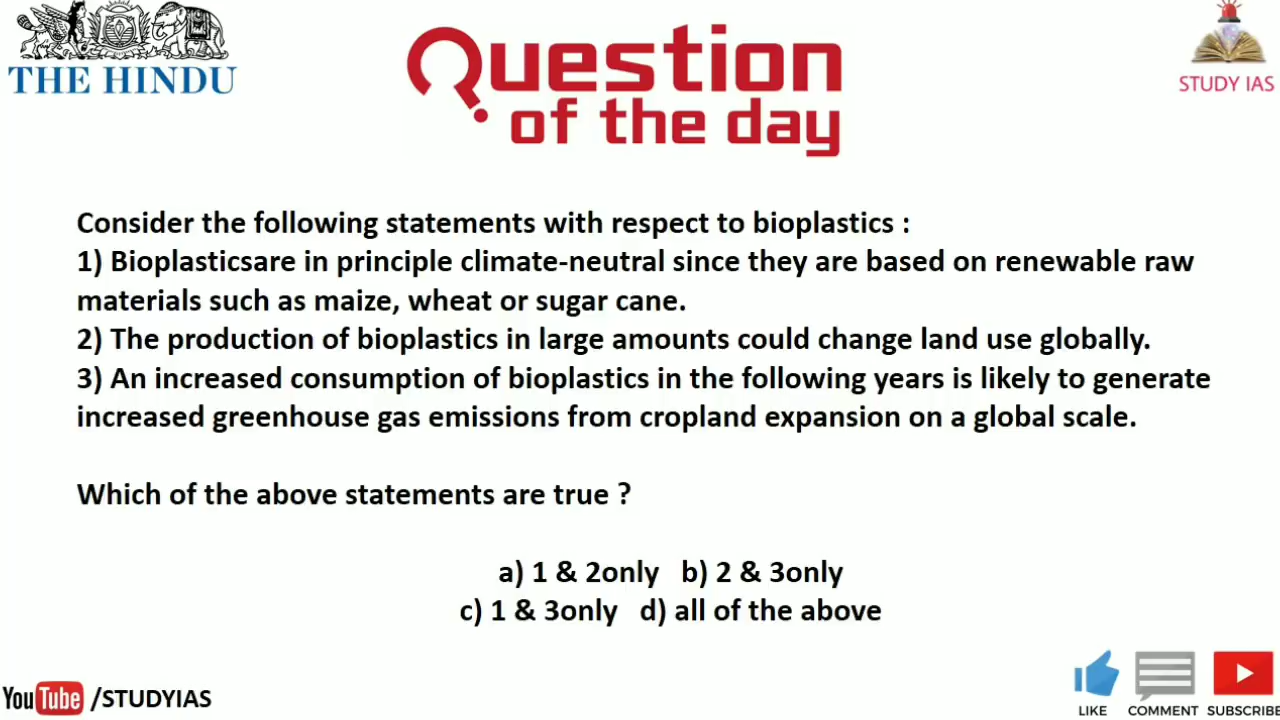 THE HINDU
Question
of the day
STUDY IAS
Consider the following statements with respect to bioplastics :
1) Bioplasticsare in principle climate-neutral since they are based on renewable raw
materials such as maize, wheat or sugar cane.
2) The production of bioplastics in large amounts could change land use globally.
3) An increased consumption of bioplastics in the following years is likely to generate
increased greenhouse gas emissions from cropland expansion on a global scale.
Which of the above statements are true ?
a) 1 & 2only b) 2 & 3only
c) 1 & 3only d) all of the above
YouTube /STUDYIAS
LIKE COMMENT SUBSCRIBE